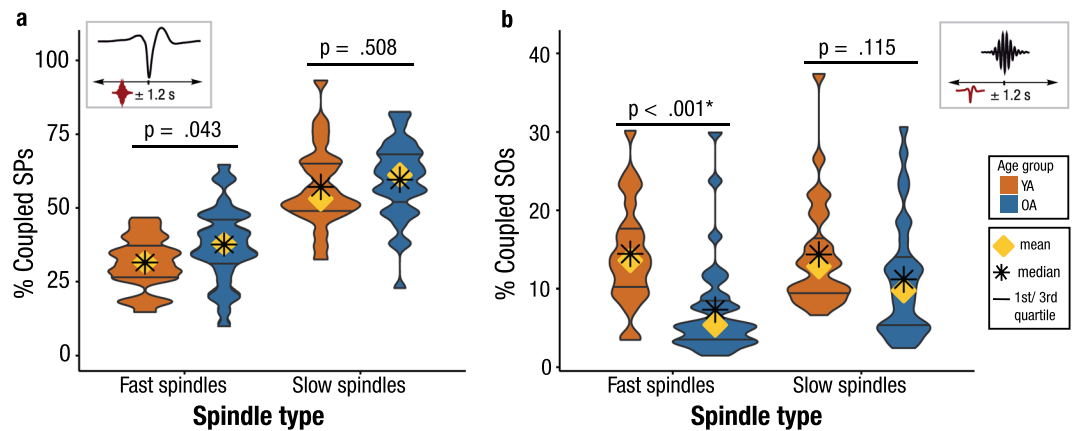 a
± 1.2 s
p = .043
p = .508
% Coupled SPs
100
75
50
25
0
Fast spindles
Slow spindles
Spindle type
b
± 1.2 s
p < .001*
p = .115
% Coupled SOs
40
30
20
10
0
Fast spindles
Slow spindles
Spindle type
Age group
YA
OA
mean
median
1st/ 3rd
quartile